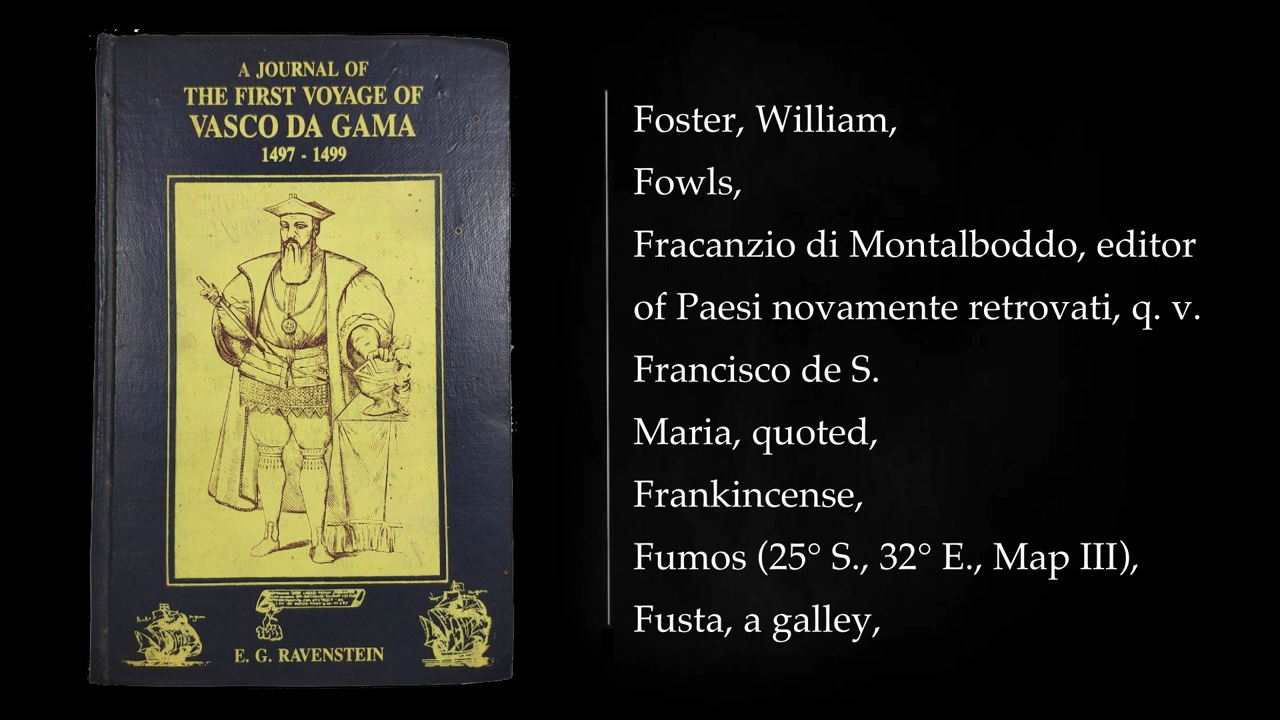 A JOURNAL OF
THE FIRST VOYAGE OF
VASCO DA GAMA
1497 - 1499
E. G. RAVENSTEIN
Foster, William,
Fowls,
Fracanzio di Montalboddo, editor
of Paesi novamente retrovati, q. v.
Francisco de S.
Maria, quoted,
Frankincense,
Fumos (25° S., 32° E., Map III),
Fusta, a galley,